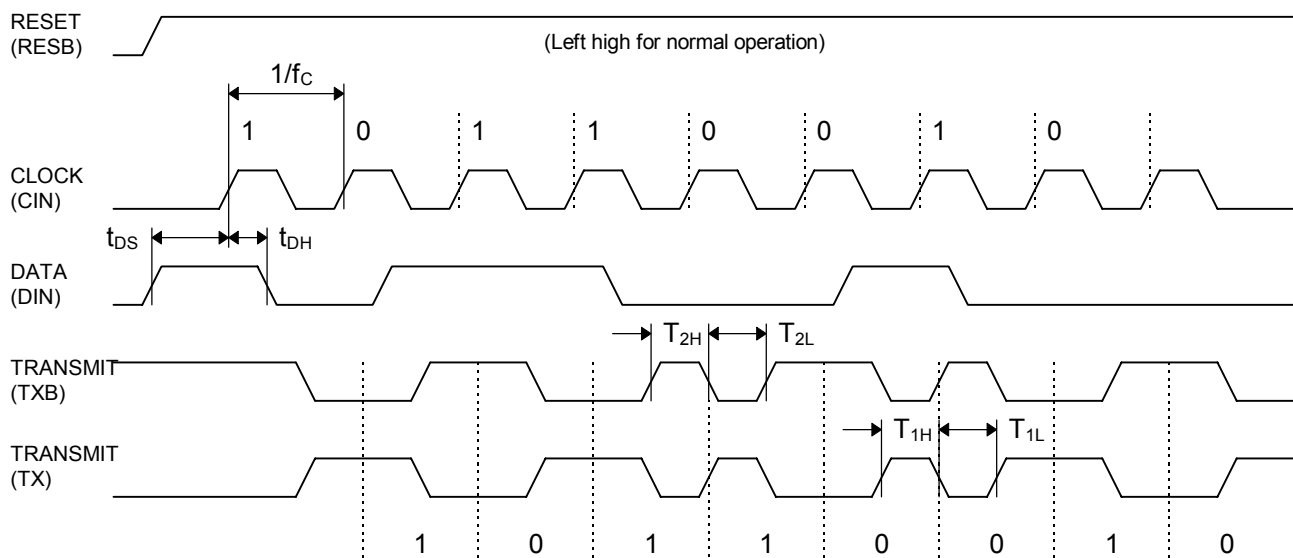 RESET
(RESB)
(Left high for normal operation)
1/fC
1 0 1 1 0 0 1 0
CLOCK
(CIN)
tDS tDH
DATA
(DIN)
T2H T2L
TRANSMIT
(TXB)
T1H T1L
TRANSMIT
(TX)
1 0 1 1 0 0 1 0